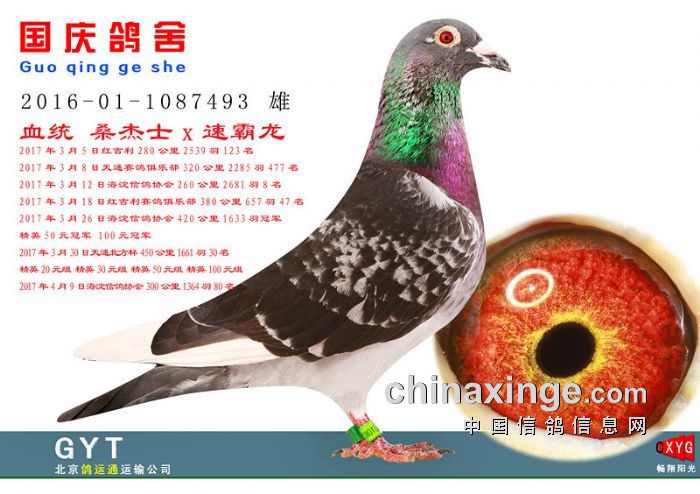 国庆鸽舍
Guo qing ge she
2016-01-1087493 雄
血统 桑杰士 x 速霸龙
2017 年 3 月 5 日红吉利 280 公里 2539 羽 123 名
2017 年 3 月 8 日天通赛鸽俱乐部 320 公里 2285 羽 477 名
2017 年 3 月 12 日海淀信鸽协会 260 公里 2681 羽 8 名
2017 年 3 月 18 日红吉利赛鸽俱乐部 380 公里 657 羽 47 名
2017 年 3 月 26 日海淀信鸽协会 420 公里 1633 羽冠军
精英 50 元冠军 100 元冠军
2017 年 3 月 30 日天通北方杯 450 公里 1661 羽 30 名
精英 20 元组 精英 30 元组 精英 50 元组 精英 100 元组
2017 年 4 月 9 日海淀信鸽协会 300 公里 1364 羽 80 名
chinaxinge.com
中国信鸽信息网
GYT
北京鸽运通运输公司
CXYG
畅翔阳光